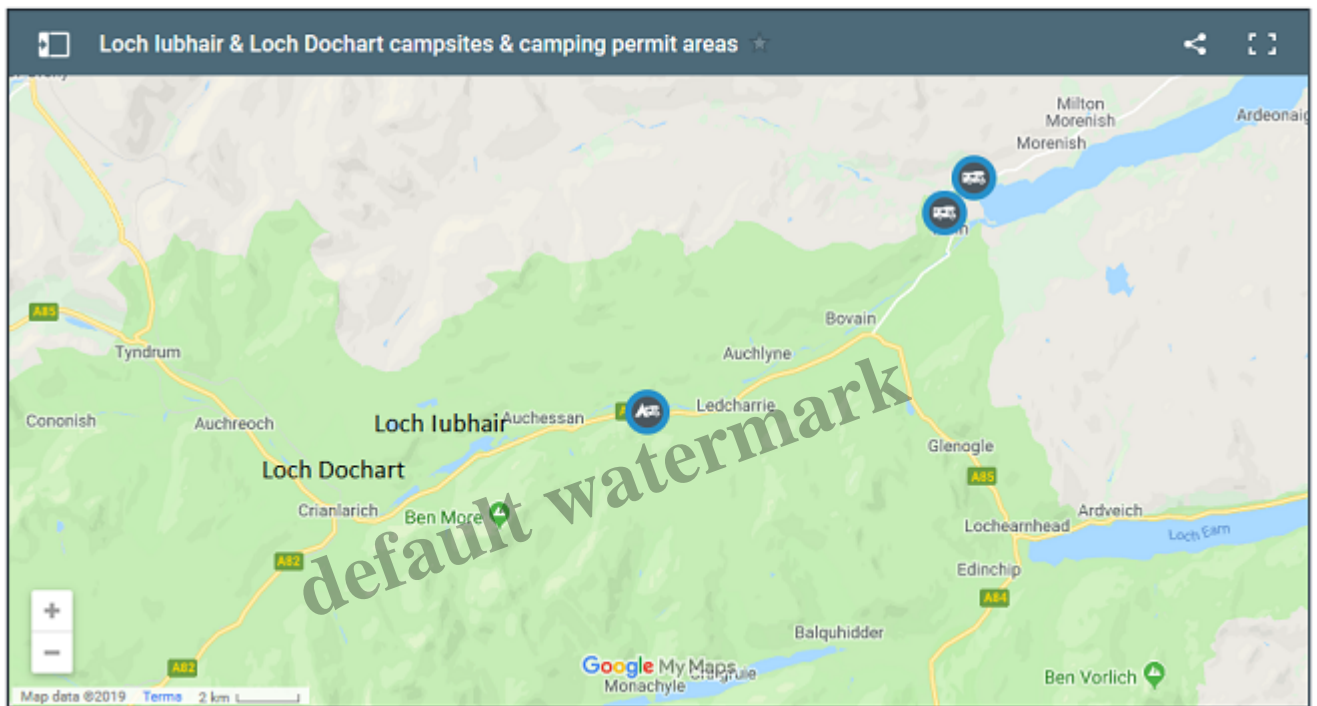 Loch Iubhair & Loch Dochart campsites & camping permit areas
Milton
Morenish
Ardeonaig
Morenish
A85
Bovain
Tyndrum
Auchlyne
Ledcharrie
Cononish
Auchreoch
Loch Iubhair
Auchessan
Glenogle
Loch Dochart
A85
Crianlarich
Ben More
Ardveich
Lochearnhead
Loch Earn
A82
Edinchip
A84
default watermark
+
−
Balquhidder
A82
Google My Maps
Monachyle
Ben Vorlich
Map data ©2019 Terms 2 km